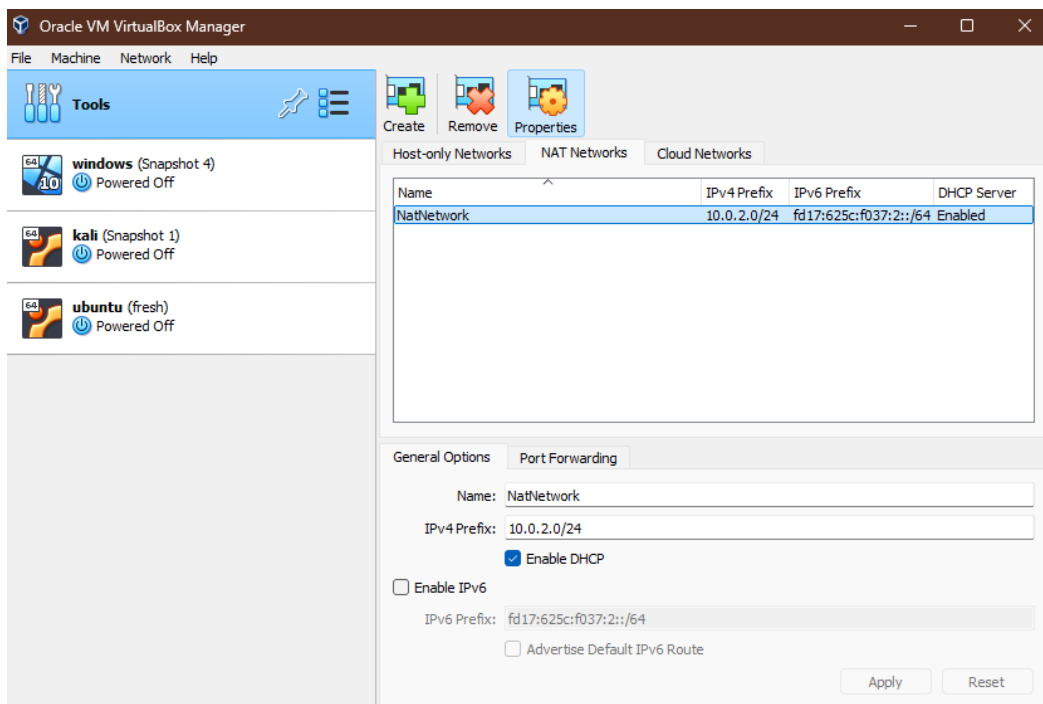 Oracle VM VirtualBox Manager
File Machine Network Help
Tools
64
10
windows (Snapshot 4)
Powered Off
64
kali (Snapshot 1)
Powered Off
64
ubuntu (fresh)
Powered Off
Create Remove Properties
Host-only Networks NAT Networks Cloud Networks
Name IPv4 Prefix IPv6 Prefix DHCP Server
NatNetwork 10.0.2.0/24 fd17:625c:f037:2::/64 Enabled
General Options Port Forwarding
Name: NatNetwork
IPv4 Prefix: 10.0.2.0/24
Enable DHCP
Enable IPv6
IPv6 Prefix: fd17:625c:f037:2::/64
Advertise Default IPv6 Route
Apply Reset